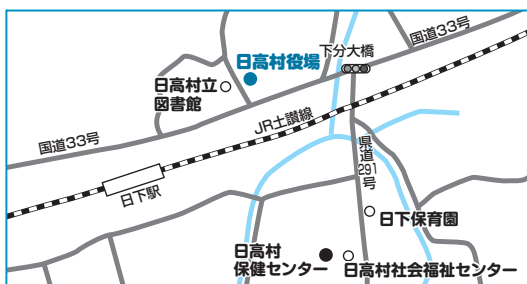 国道33号
下分大橋
日高村役場
日高村立
図書館
JR土讃線
国道33号
県道
291
号
日下駅
日下保育園
日高村
保健センター
日高村社会福祉センター